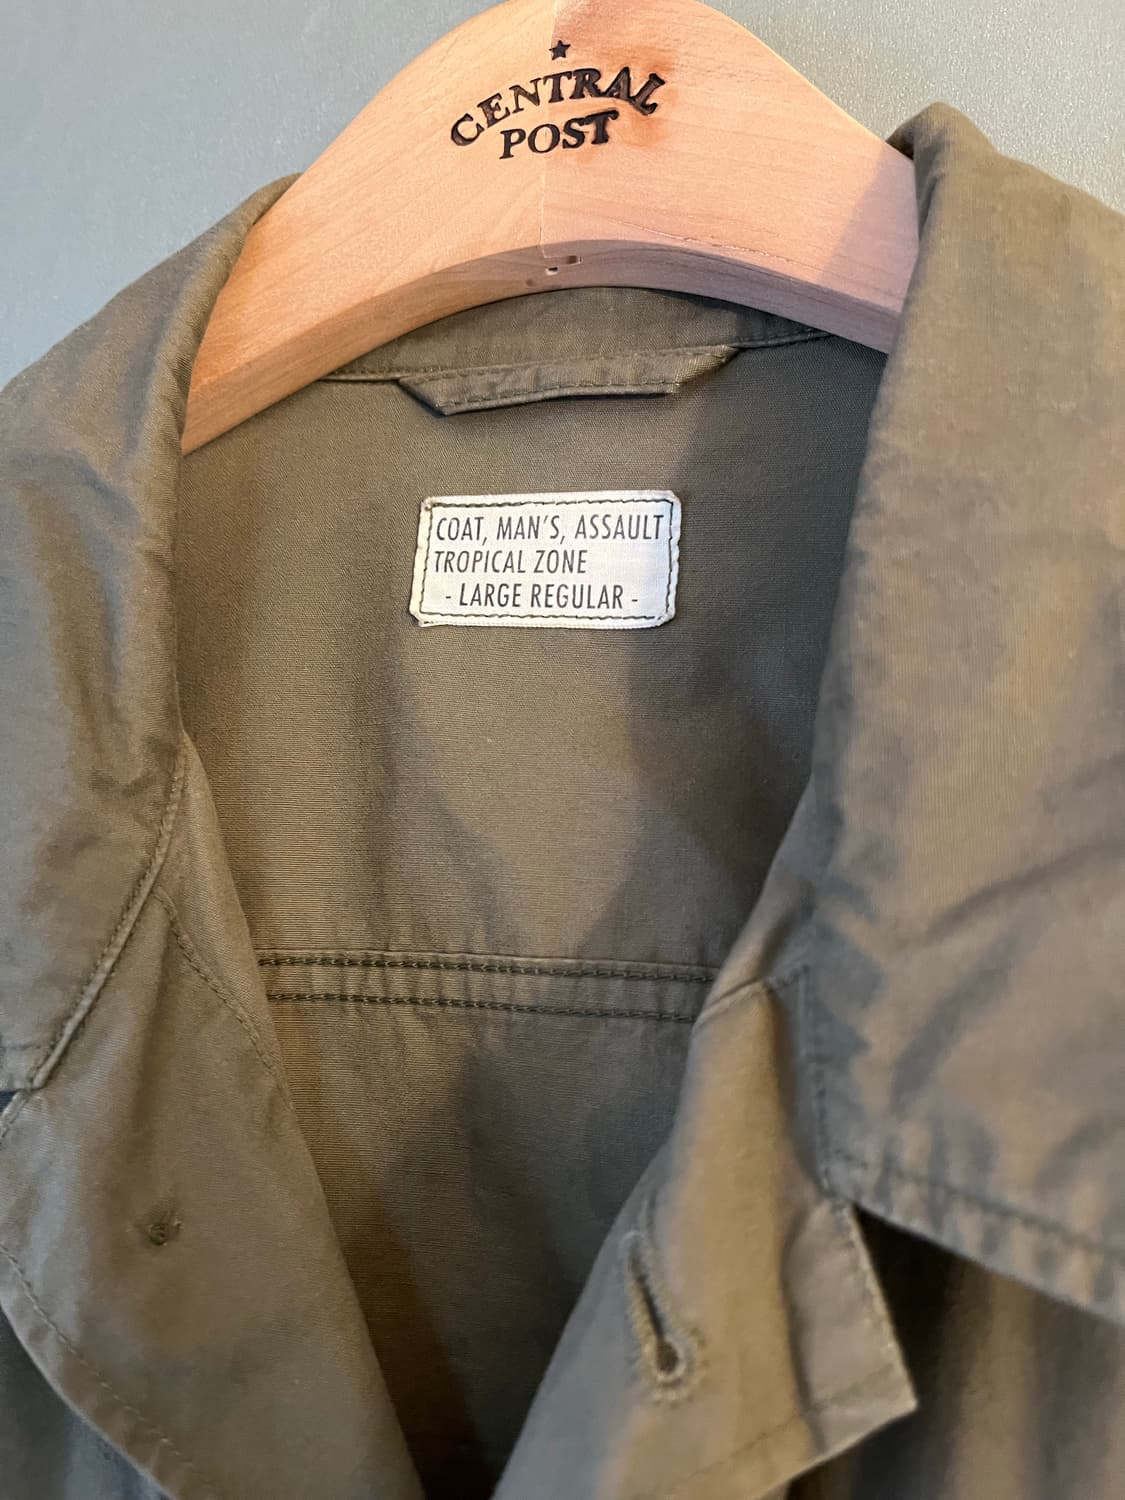 CENTRAL
POST
COAT, MAN'S, ASSAULT
TROPICAL ZONE
- LARGE REGULAR -